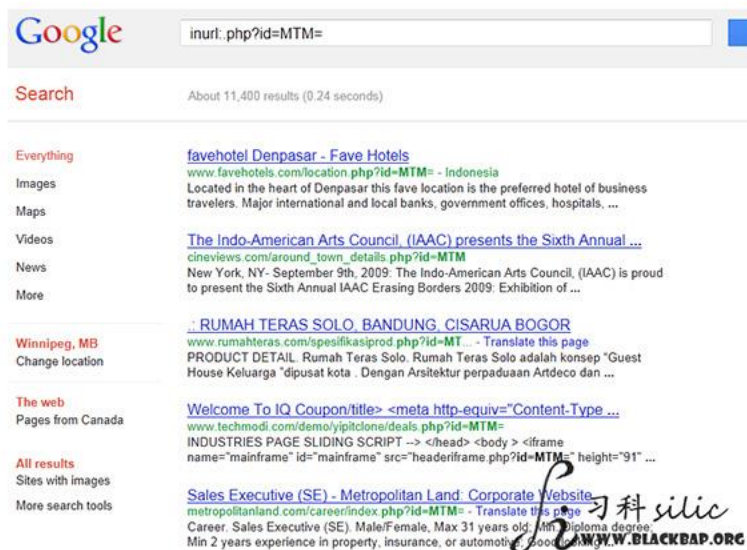 Google
inurl:.php?id=MTM=
Search
About 11,400 results (0.24 seconds)
Everything
Images
Maps
Videos
News
More
Winnipeg, MB
Change location
The web
Pages from Canada
All results
Sites with images
More search tools
favehotel Denpasar - Fave Hotels
www.favehotels.com/location.php?id=MTM= - Indonesia
Located in the heart of Denpasar this fave location is the preferred hotel of business
travelers. Major international and local banks, government offices, hospitals, ...
The Indo-American Arts Council, (IAAC) presents the Sixth Annual ...
cineviews.com/around_town_details.php?id=MTM
New York, NY- September 9th, 2009: The Indo-American Arts Council, (IAAC) is proud
to present the Sixth Annual IAAC Erasing Borders 2009: Exhibition of ...
.: RUMAH TERAS SOLO, BANDUNG, CISARUA BOGOR
www.rumahteras.com/spesifikasiprod.php?id=MT... - Translate this page
PRODUCT DETAIL. Rumah Teras Solo. Rumah Teras Solo adalah konsep "Guest
House Keluarga "dipusat kota . Dengan Arsitektur perpaduaan Artdeco dan ...
Welcome To IQ Coupon/title> <meta http-equiv="Content-Type ...
www.techmodi.com/demo/yipitclone/deals.php?id=MTM=
INDUSTRIES PAGE SLIDING SCRIPT --> </head> <body > <iframe
name="mainframe" id="mainframe" src="headeriframe.php?id=MTM=" height="91" ...
Sales Executive (SE) - Metropolitan Land: Corporate Website
metropolitanland.com/career/index.php?id=MTM= - Translate this page
Career. Sales Executive (SE). Male/Female, Max 31 years old; Min. Diploma degree;
Min 2 years experience in property, insurance, or automotive; Good looking ...
习科 silic
WWW.BLACKBAP.ORG